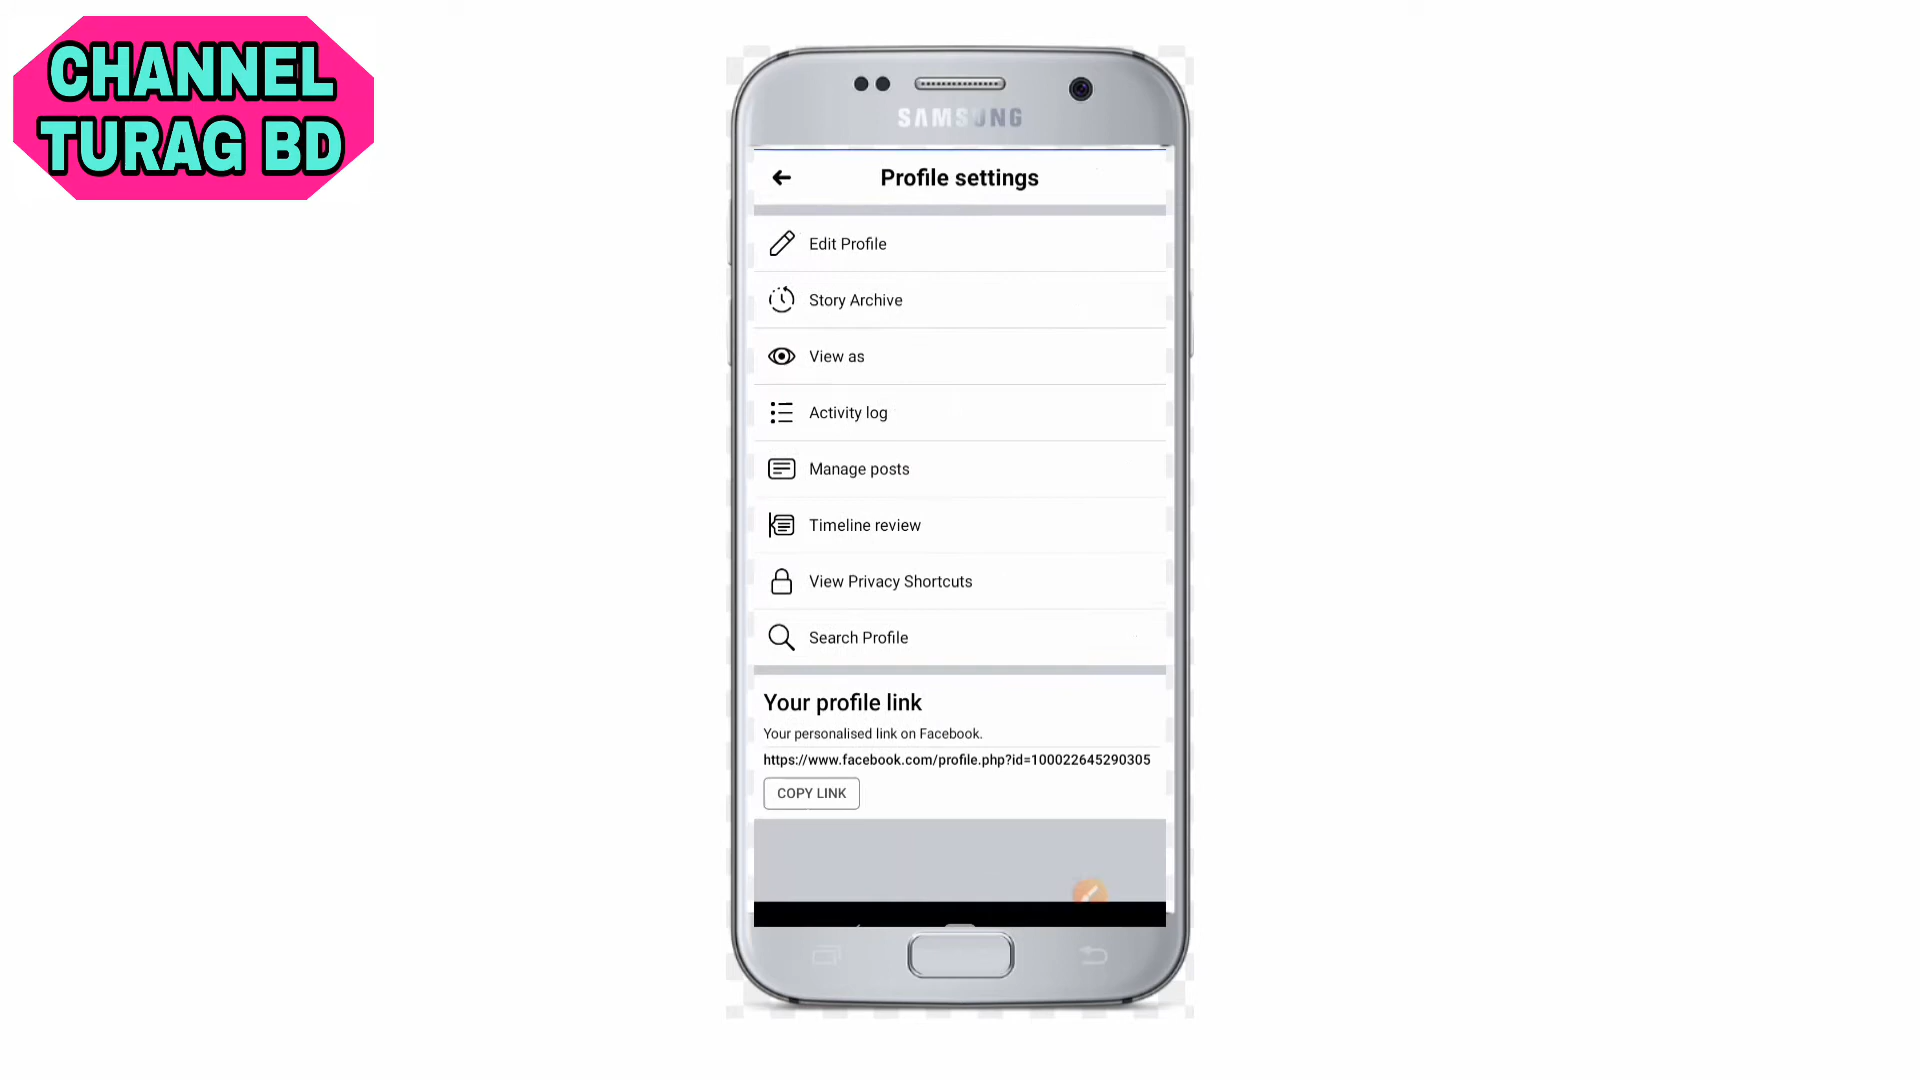 CHANNEL
TURAG BD
SAMSUNG
Profile settings
Edit Profile
Story Archive
View as
Activity log
Manage posts
Timeline review
View Privacy Shortcuts
Search Profile
Your profile link
Your personalised link on Facebook.
https://www.facebook.com/profile.php?id=100022645290305
COPY LINK